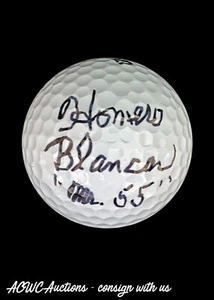 Homero
Blancas
"Mr. 55"
ACWC Auctions - consign with us